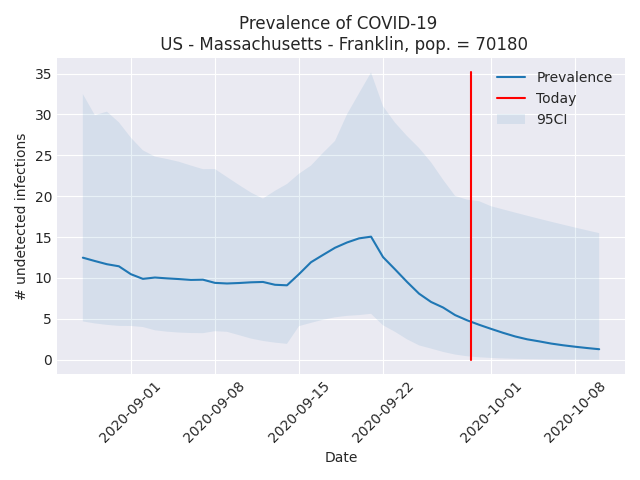 Prevalence of COVID-19
US - Massachusetts - Franklin, pop. = 70180
Prevalence
Today
95CI
35
30
25
20
15
10
5
0
# undetected infections
2020-09-01
2020-09-08
2020-09-15
2020-09-22
2020-10-01
2020-10-08
Date